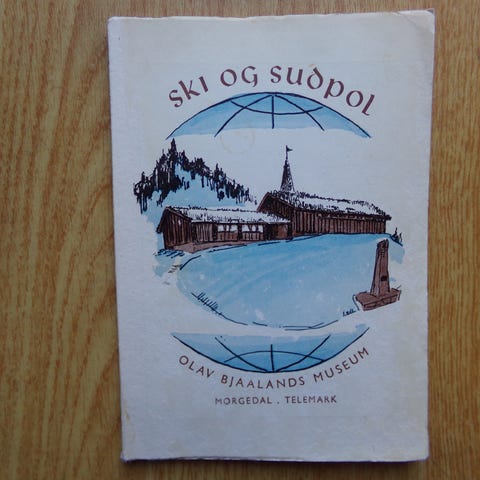 SKI OG SUDPOL
OLAV BJAALANDS MUSEUM
MORGEDAL . TELEMARK